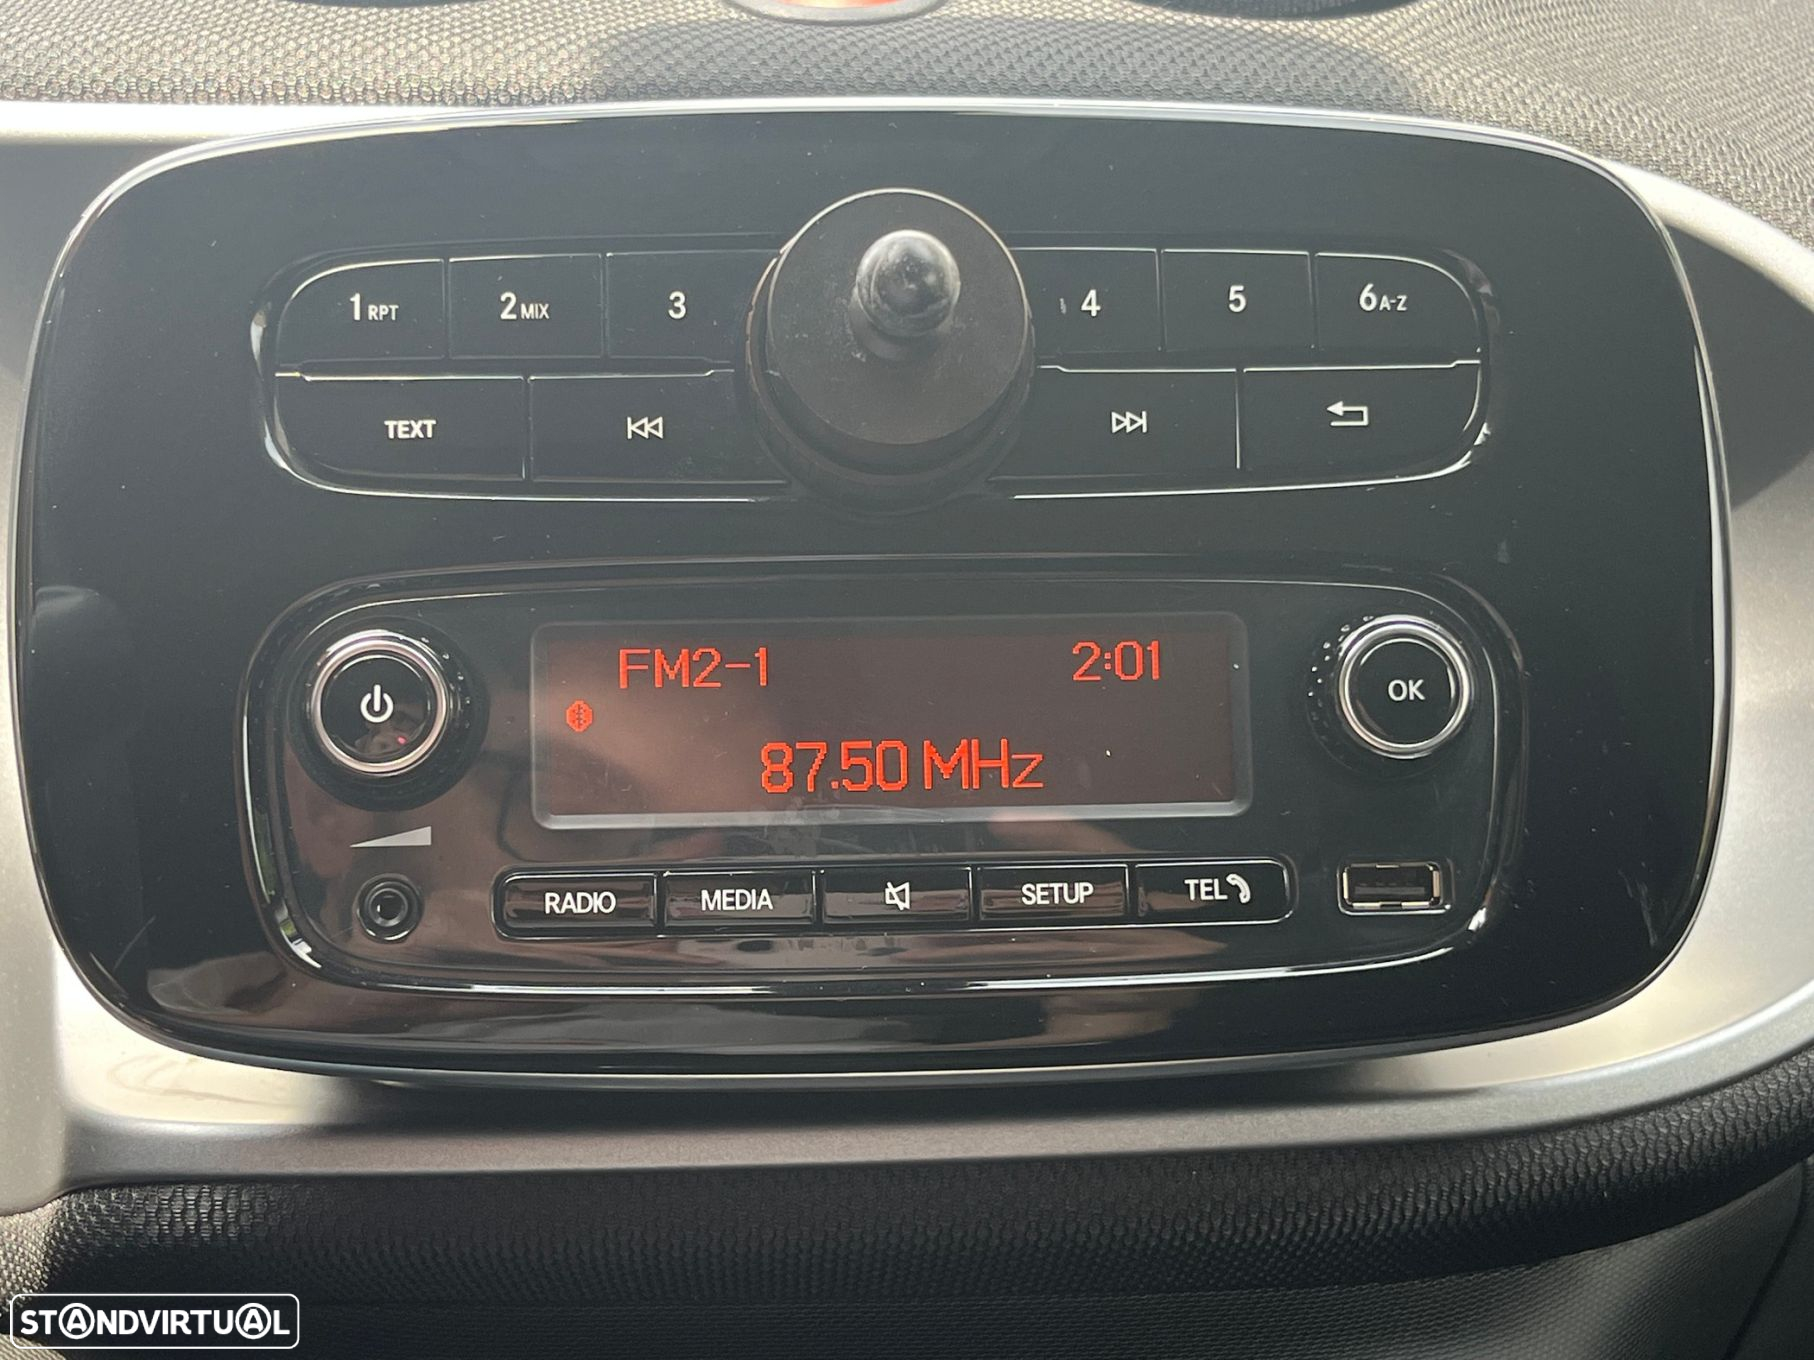 1 RPT 2 MIX 3 4 5 6 A-Z
TEXT
FM2-1 2:01
87.50 MHz
OK
RADIO MEDIA SETUP TEL
STANDVIRTUAL